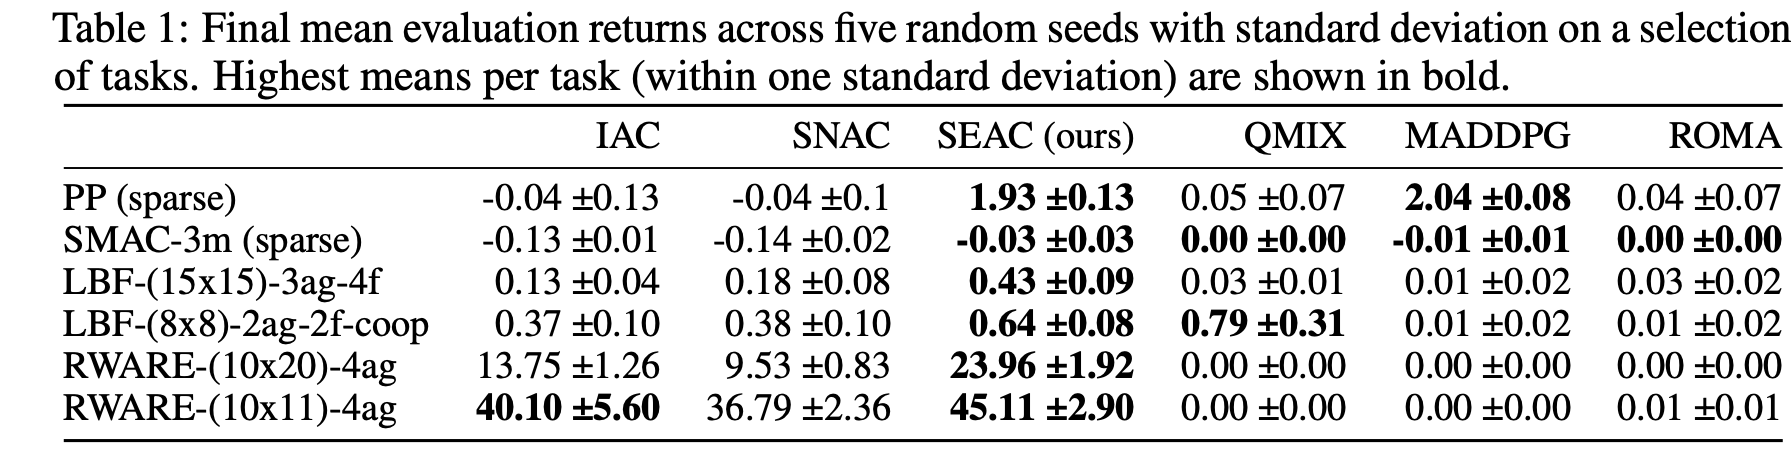 Table 1: Final mean evaluation returns across five random seeds with standard deviation on a selection
of tasks. Highest means per task (within one standard deviation) are shown in bold.
IAC SNAC SEAC (ours) QMIX MADDPG ROMA
PP (sparse) -0.04 ±0.13 -0.04 ±0.1 1.93 ±0.13 0.05 ±0.07 2.04 ±0.08 0.04 ±0.07
SMAC-3m (sparse) -0.13 ±0.01 -0.14 ±0.02 -0.03 ±0.03 0.00 ±0.00 -0.01 ±0.01 0.00 ±0.00
LBF-(15x15)-3ag-4f 0.13 ±0.04 0.18 ±0.08 0.43 ±0.09 0.03 ±0.01 0.01 ±0.02 0.03 ±0.02
LBF-(8x8)-2ag-2f-coop 0.37 ±0.10 0.38 ±0.10 0.64 ±0.08 0.79 ±0.31 0.01 ±0.02 0.01 ±0.02
RWARE-(10x20)-4ag 13.75 ±1.26 9.53 ±0.83 23.96 ±1.92 0.00 ±0.00 0.00 ±0.00 0.00 ±0.00
RWARE-(10x11)-4ag 40.10 ±5.60 36.79 ±2.36 45.11 ±2.90 0.00 ±0.00 0.00 ±0.00 0.01 ±0.01